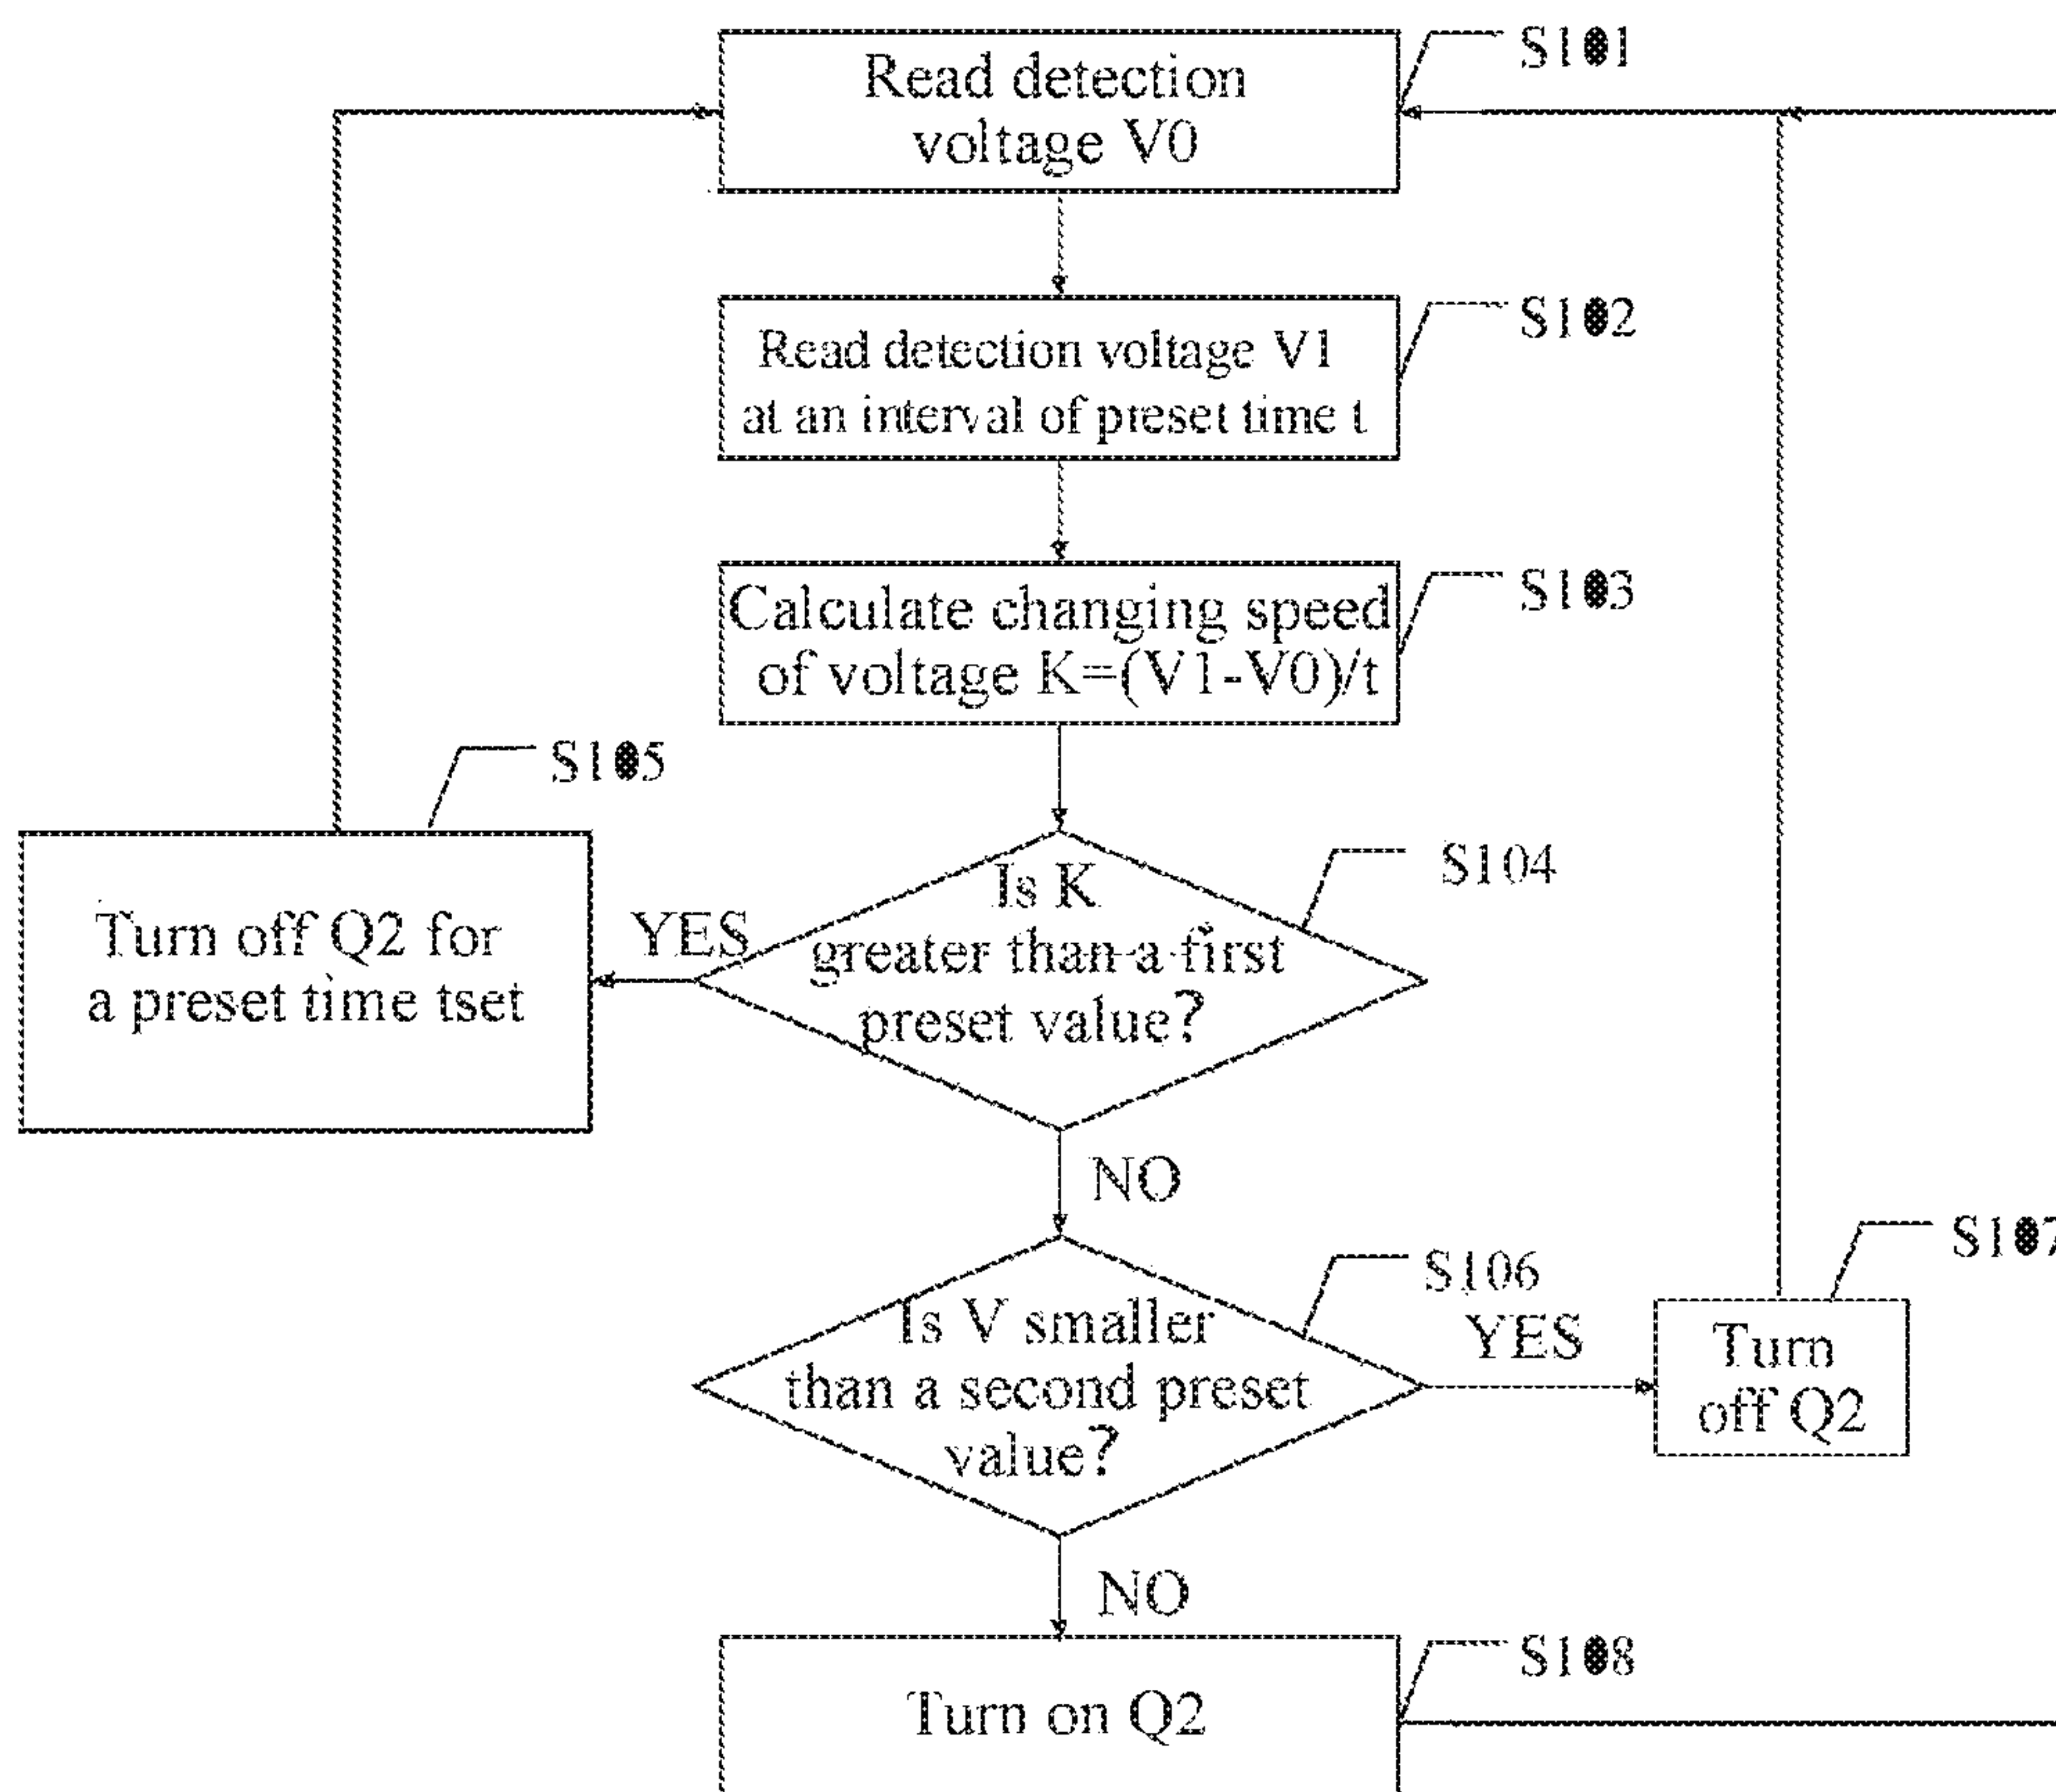 Read detection
voltage V0
S101
Read detection voltage V1
at an interval of preset time t
S102
Calculate changing speed
of voltage K=(V1-V0)/t
S103
S105
Turn off Q2 for
a preset time tset
YES
Is K
greater than a first
preset value?
S104
NO
Is V smaller
than a second preset
value?
S106
YES
S107
Turn
off Q2
NO
S108
Turn on Q2